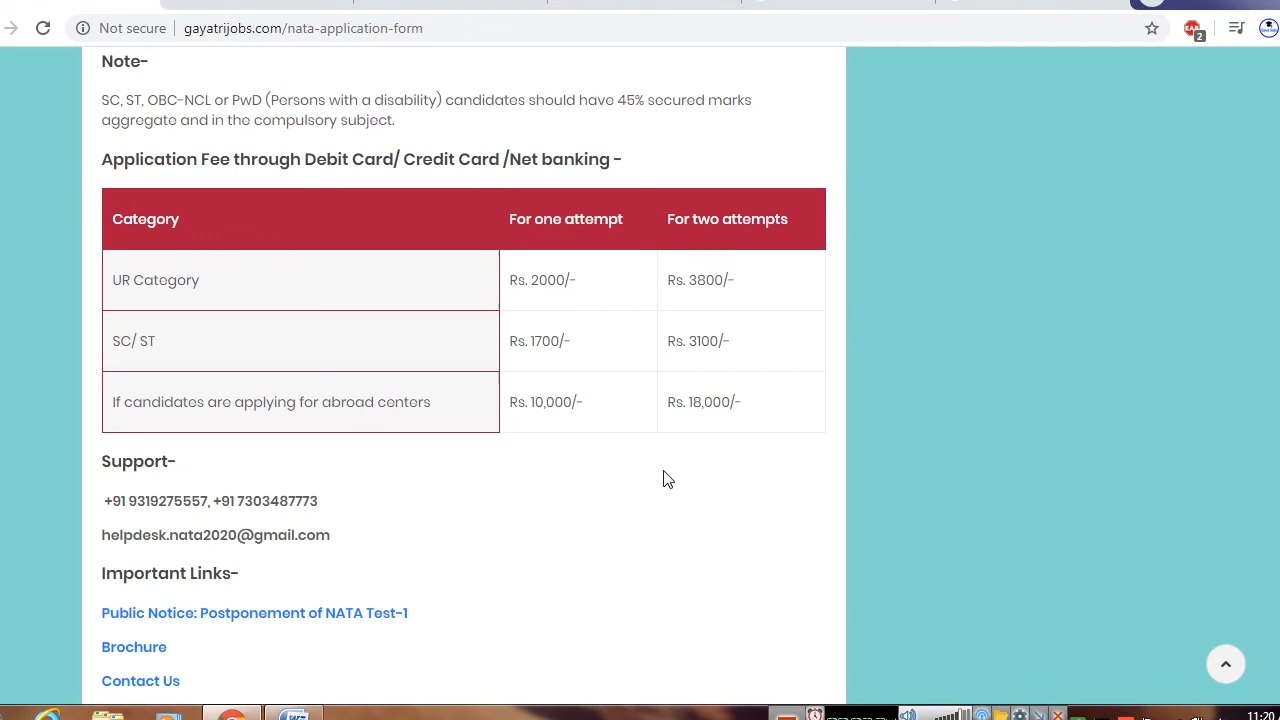 Not secure | gayatrijobs.com/nata-application-form
2
Note-
SC, ST, OBC-NCL or PwD (Persons with a disability) candidates should have 45% secured marks
aggregate and in the compulsory subject.
Application Fee through Debit Card/ Credit Card /Net banking -
Category For one attempt For two attempts
UR Category Rs. 2000/- Rs. 3800/-
SC/ ST Rs. 1700/- Rs. 3100/-
If candidates are applying for abroad centers Rs. 10,000/- Rs. 18,000/-
Support-
+91 9319275557, +91 7303487773
helpdesk.nata2020@gmail.com
Important Links-
Public Notice: Postponement of NATA Test-1
Brochure
Contact Us
11:20